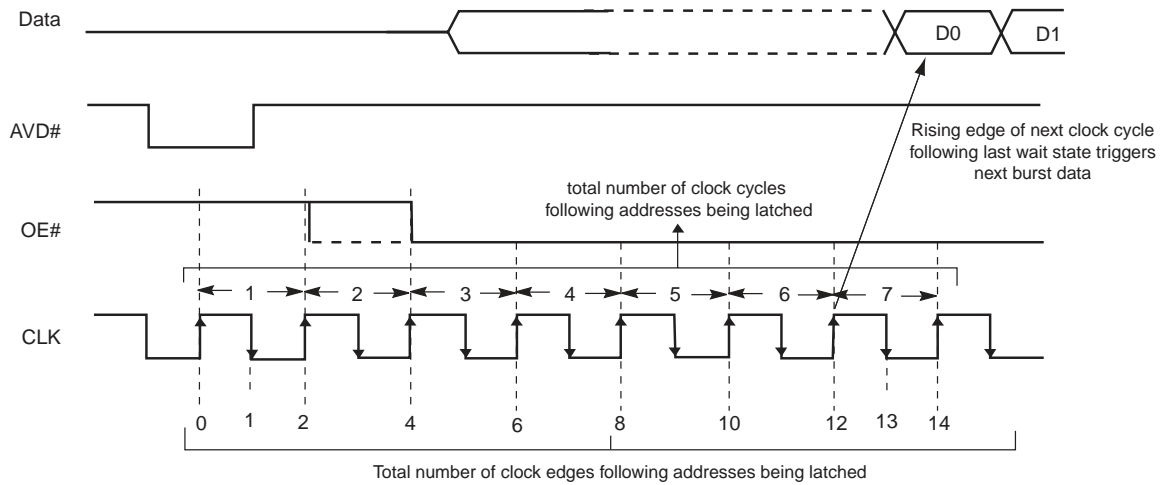 Data
D0
D1
AVD#
Rising edge of next clock cycle
following last wait state triggers
next burst data
total number of clock cycles
following addresses being latched
OE#
1 2 3 4 5 6 7
CLK
0 1 2 4 6 8 10 12 13 14
Total number of clock edges following addresses being latched